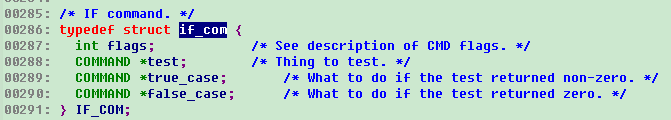 00285: /* IF command. */
00286: typedef struct if_com {
00287: int flags; /* See description of CMD flags. */
00288: COMMAND *test; /* Thing to test. */
00289: COMMAND *true_case; /* What to do if the test returned non-zero. */
00290: COMMAND *false_case; /* What to do if the test returned zero. */
00291: } IF_COM;